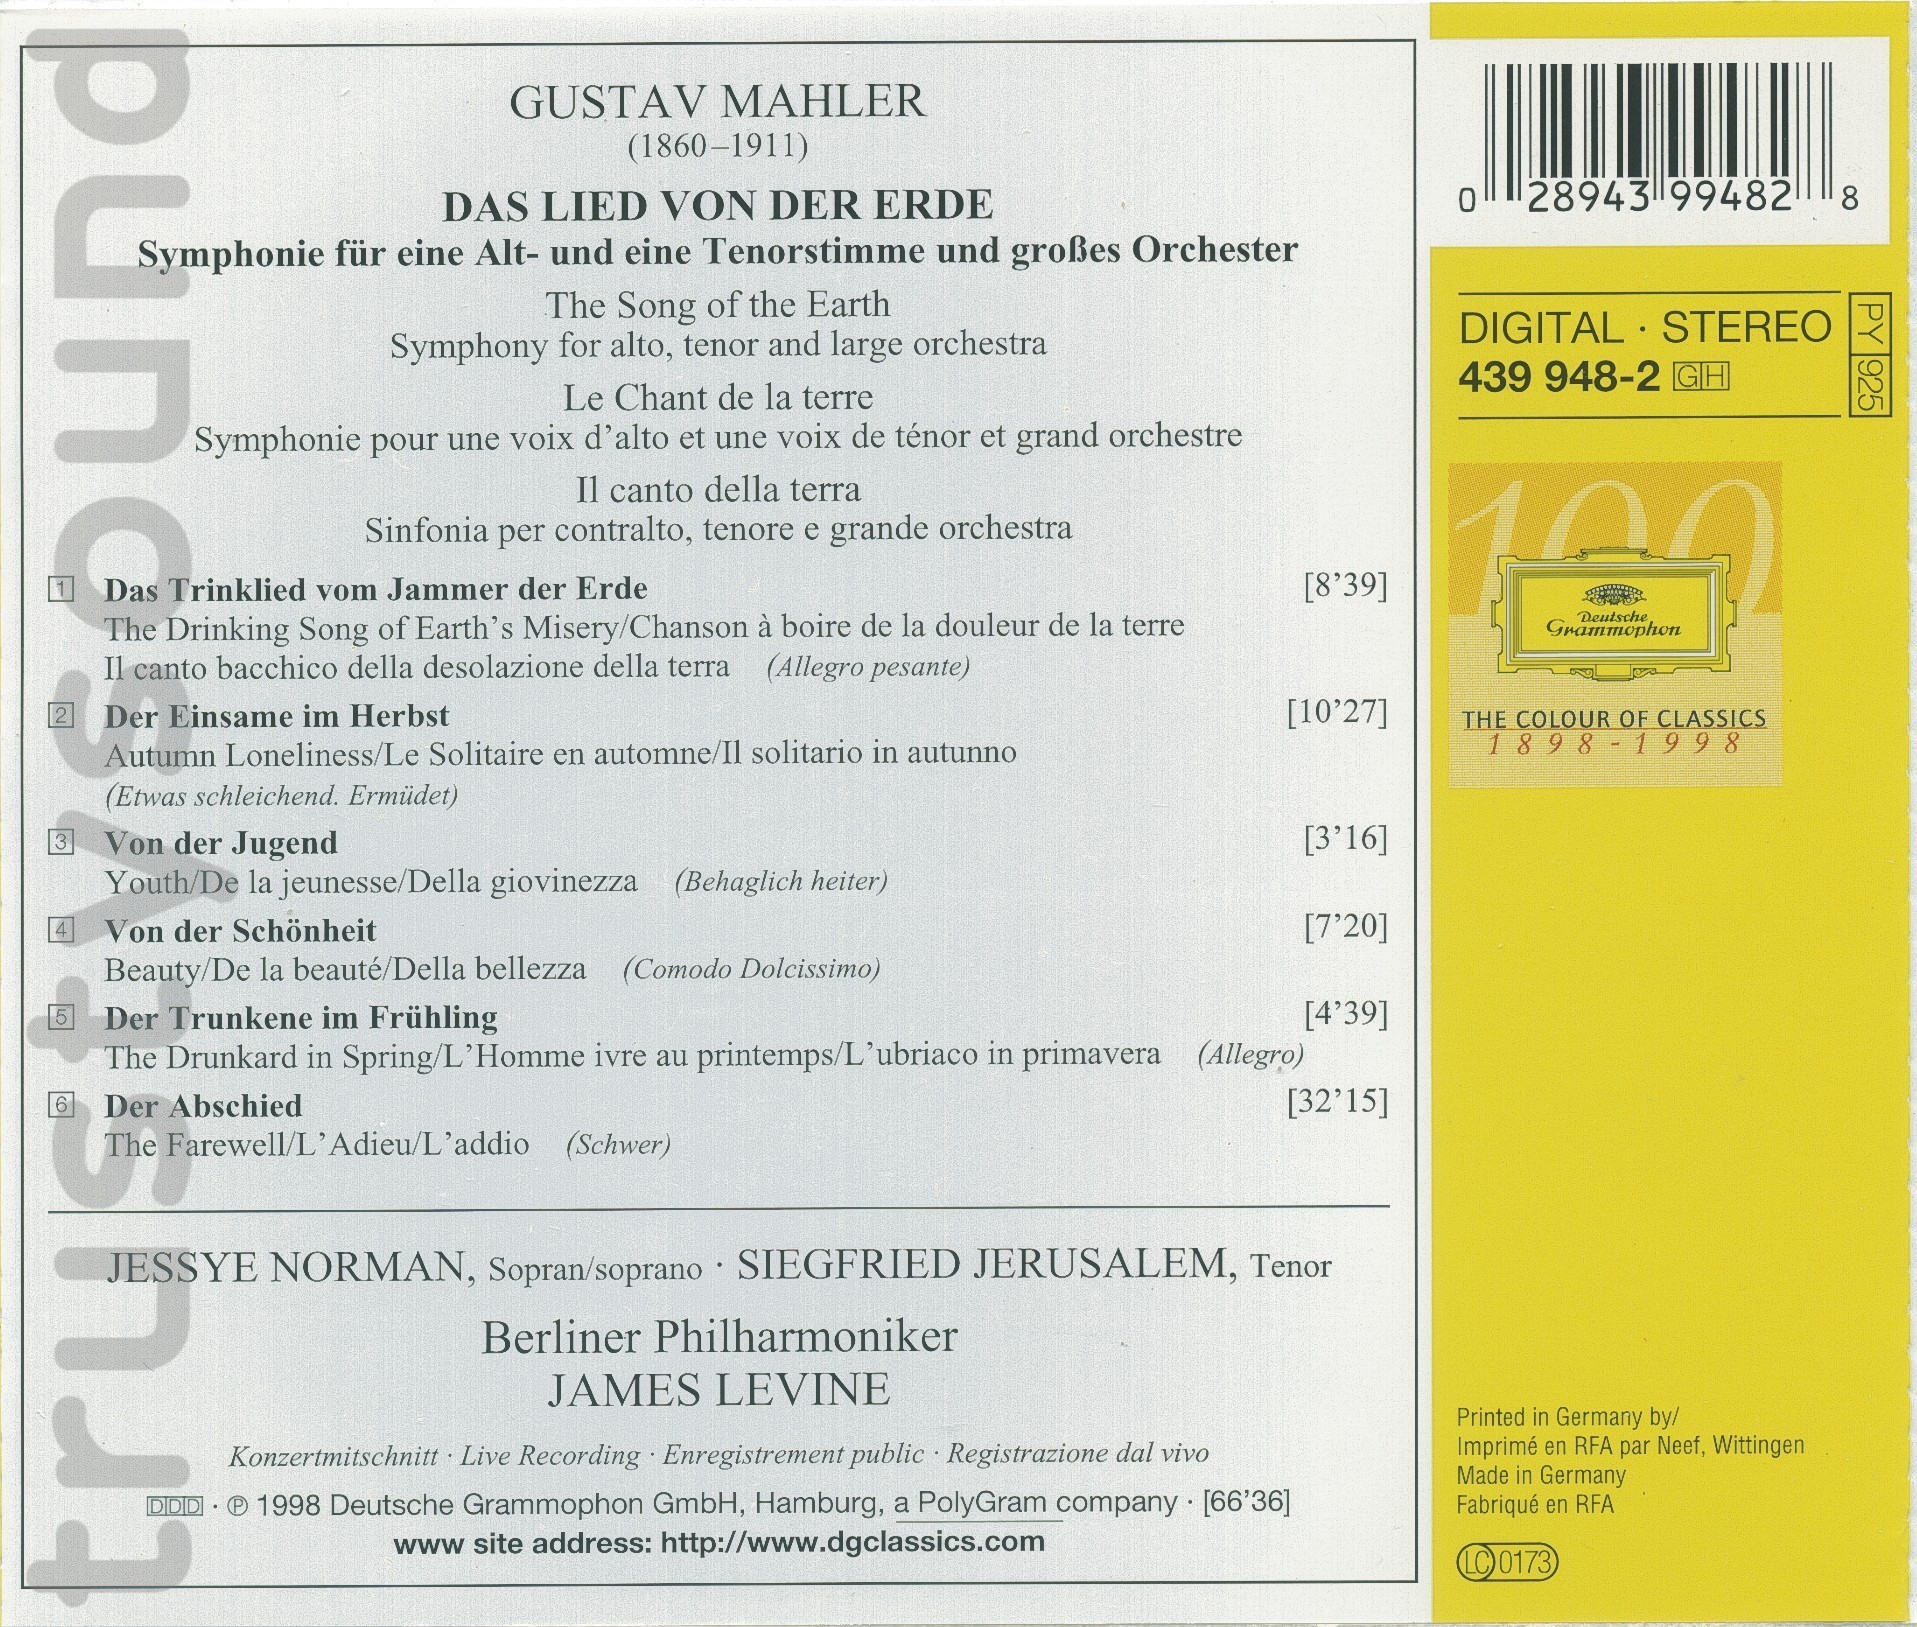 trustysound
GUSTAV MAHLER
(1860–1911)
DAS LIED VON DER ERDE
Symphonie für eine Alt- und eine Tenorstimme und großes Orchester
The Song of the Earth
Symphony for alto, tenor and large orchestra
Le Chant de la terre
Symphonie pour une voix d’alto et une voix de ténor et grand orchestre
Il canto della terra
Sinfonia per contralto, tenore e grande orchestra
1 Das Trinklied vom Jammer der Erde [8’39]
The Drinking Song of Earth’s Misery/Chanson à boire de la douleur de la terre
Il canto bacchico della desolazione della terra (Allegro pesante)
2 Der Einsame im Herbst [10’27]
Autumn Loneliness/Le Solitaire en automne/Il solitario in autunno
(Etwas schleichend. Ermüdet)
3 Von der Jugend [3’16]
Youth/De la jeunesse/Della giovinezza (Behaglich heiter)
4 Von der Schönheit [7’20]
Beauty/De la beauté/Della bellezza (Comodo Dolcissimo)
5 Der Trunkene im Frühling [4’39]
The Drunkard in Spring/L’Homme ivre au printemps/L’ubriaco in primavera (Allegro)
6 Der Abschied [32’15]
The Farewell/L’Adieu/L’addio (Schwer)
JESSYE NORMAN, Sopran/soprano · SIEGFRIED JERUSALEM, Tenor
Berliner Philharmoniker
JAMES LEVINE
Konzertmitschnitt · Live Recording · Enregistrement public · Registrazione dal vivo
DDD · ℗ 1998 Deutsche Grammophon GmbH, Hamburg, a PolyGram company · [66’36]
www site address: http://www.dgclassics.com
0 28943 99482 8
DIGITAL · STEREO
439 948-2 GH
PY 925
100
Deutsche
Grammophon
THE COLOUR OF CLASSICS
1898-1998
Printed in Germany by/
Imprimé en RFA par Neef, Wittingen
Made in Germany
Fabriqué en RFA
LC 0173